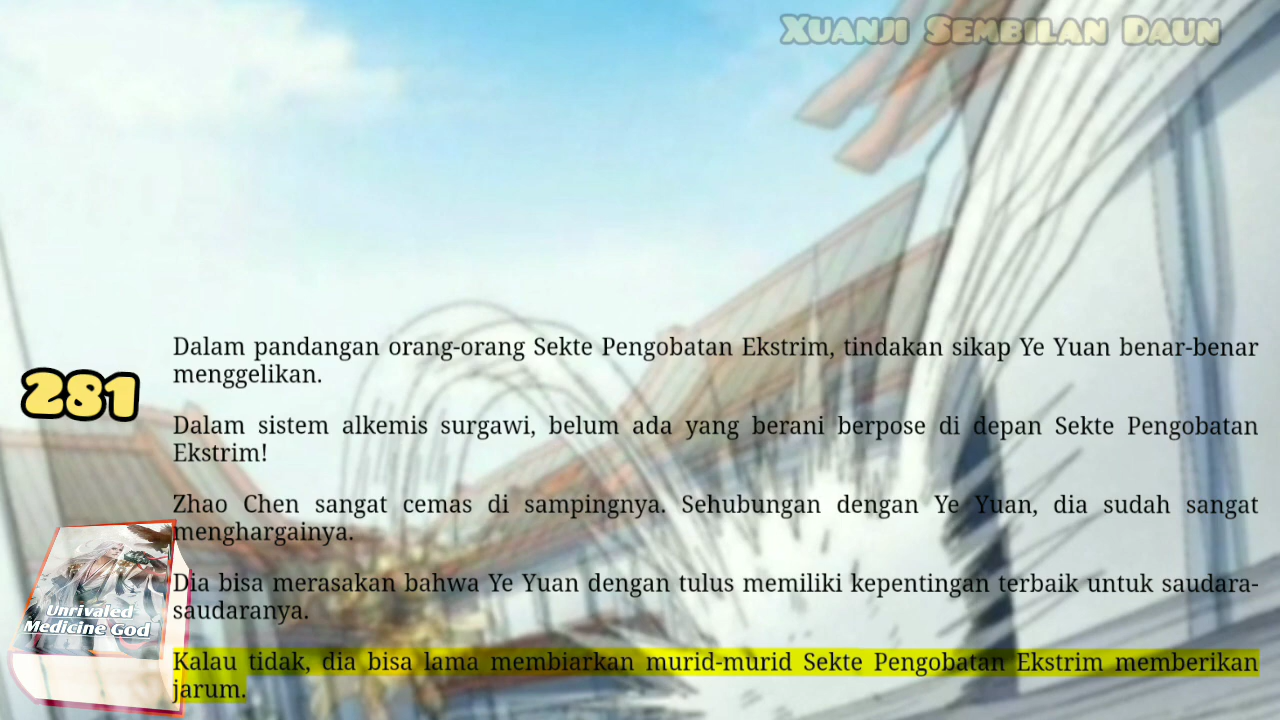 Xuanji Sembilan Daun
Dalam pandangan orang-orang Sekte Pengobatan Ekstrim, tindakan sikap Ye Yuan benar-benar
menggelikan.
281
Dalam sistem alkemis surgawi, belum ada yang berani berpose di depan Sekte Pengobatan
Ekstrim!
Zhao Chen sangat cemas di sampingnya. Sehubungan dengan Ye Yuan, dia sudah sangat
menghargainya.
Dia bisa merasakan bahwa Ye Yuan dengan tulus memiliki kepentingan terbaik untuk saudara-
saudaranya.
Unrivaled
Medicine God
Kalau tidak, dia bisa lama membiarkan murid-murid Sekte Pengobatan Ekstrim memberikan
jarum.